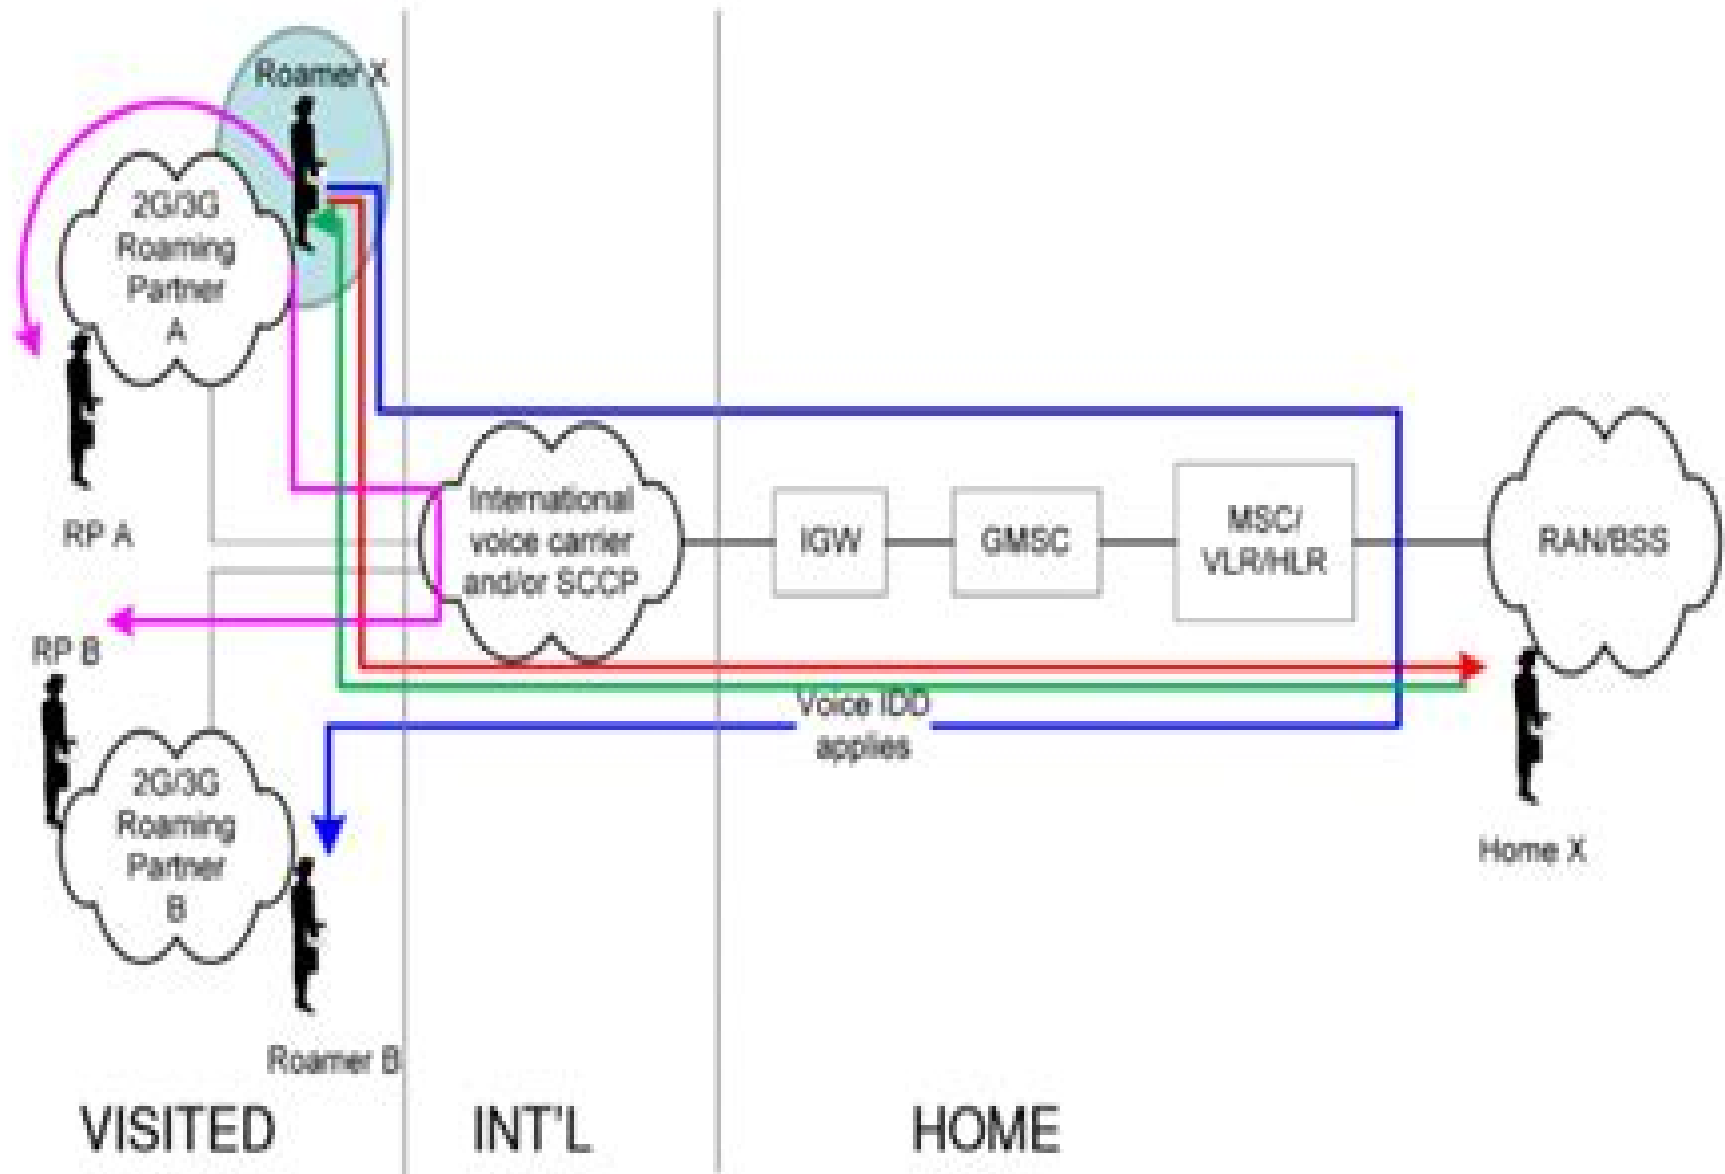 Roamer X
2G/3G
Roaming
Partner
A
RP A
International
voice carrier
and/or SCCP
IGW
GMSC
MSC/
VLR/HLR
RAN/BSS
RP B
Voice IDD
applies
2G/3G
Roaming
Partner
B
Home X
Roamer B
VISITED
INT'L
HOME